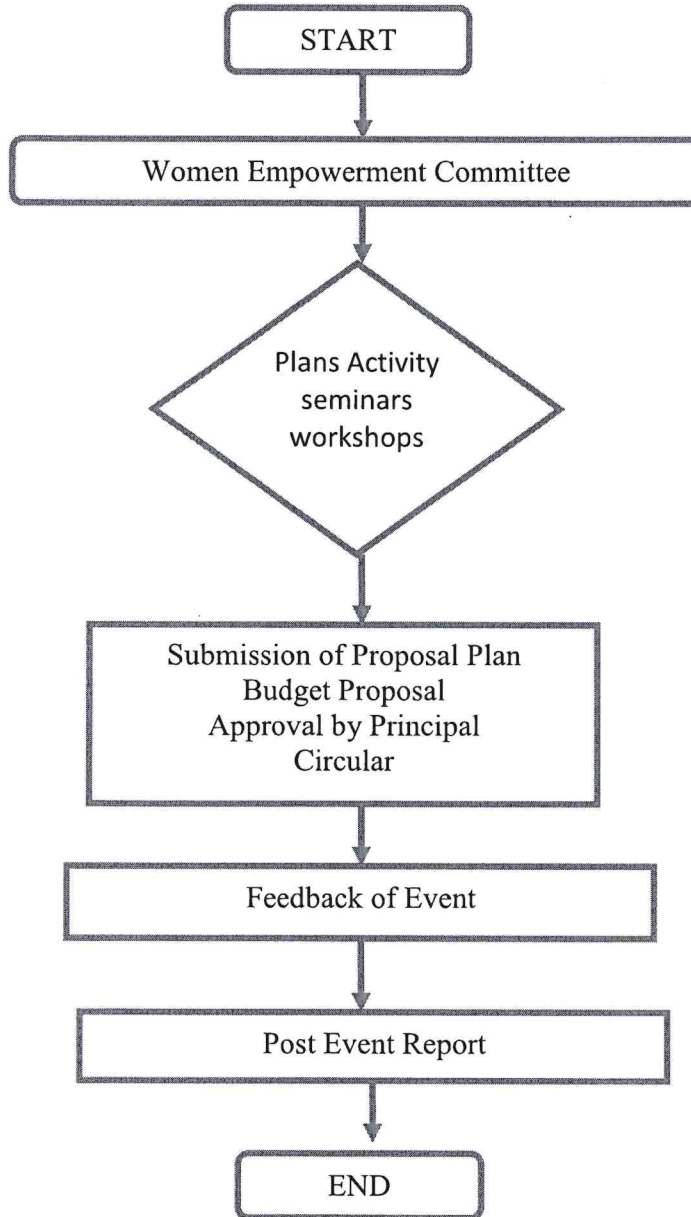 START
Women Empowerment Committee
Plans Activity
seminars
workshops
Submission of Proposal Plan
Budget Proposal
Approval by Principal
Circular
Feedback of Event
Post Event Report
END